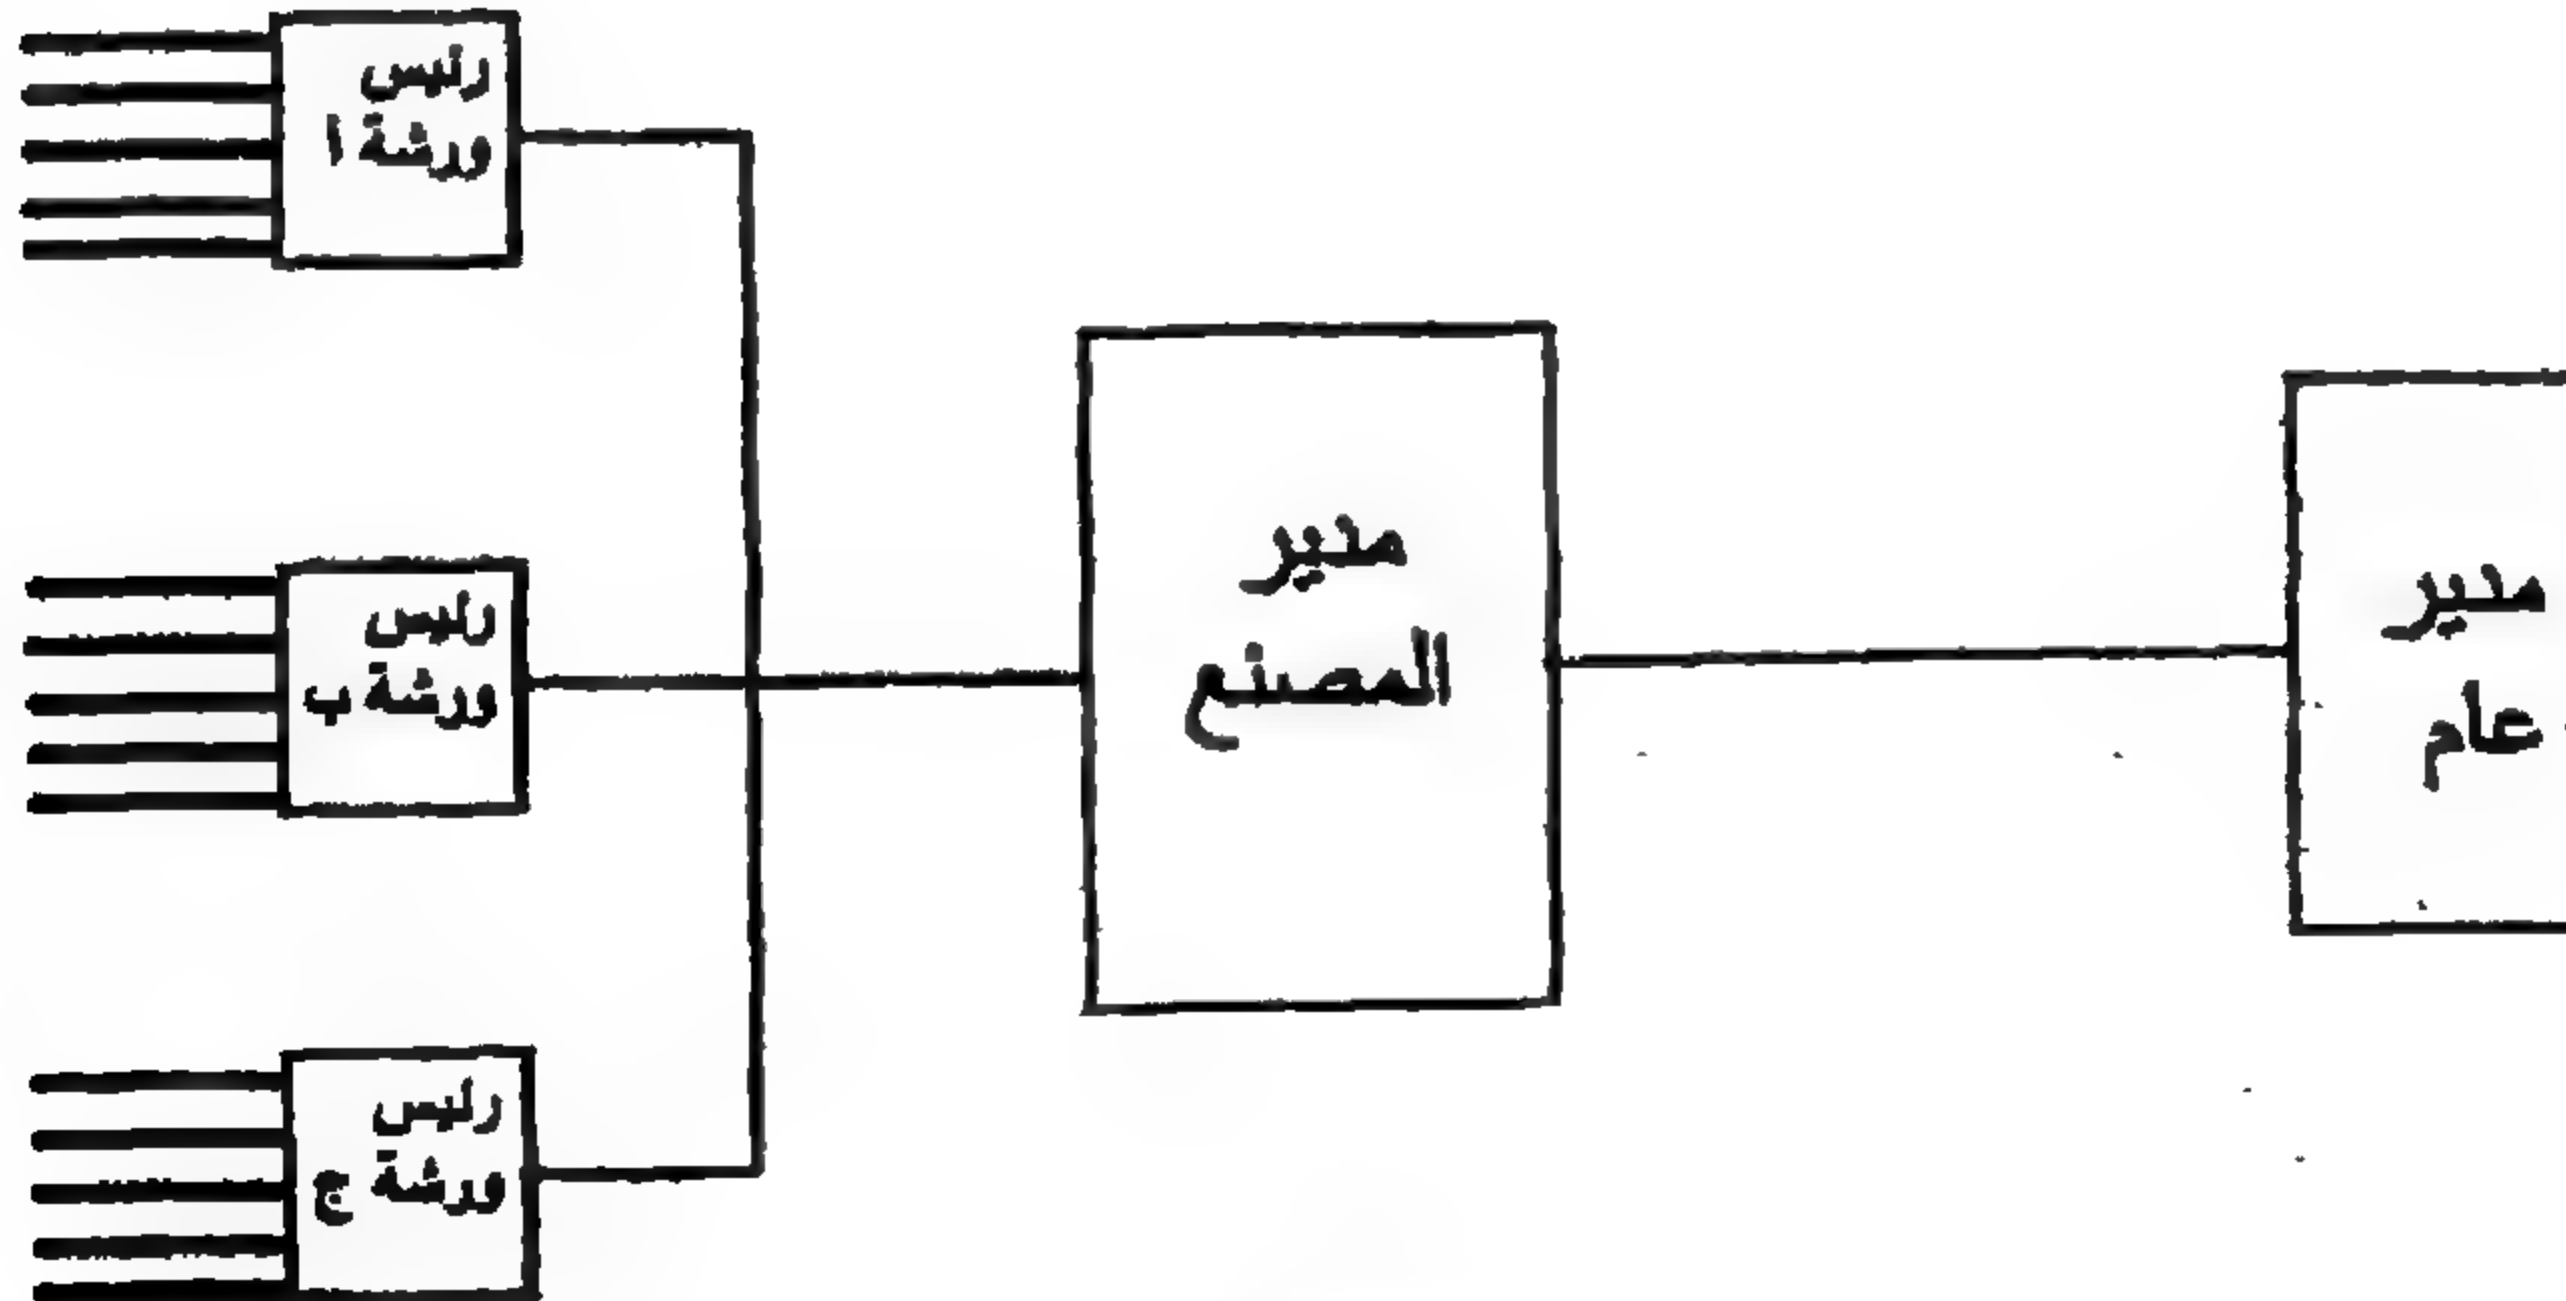 مدير
عام
مدير
المصنع
رئيس
ورشة ا
رئيس
ورشة ب
رئيس
ورشة ج